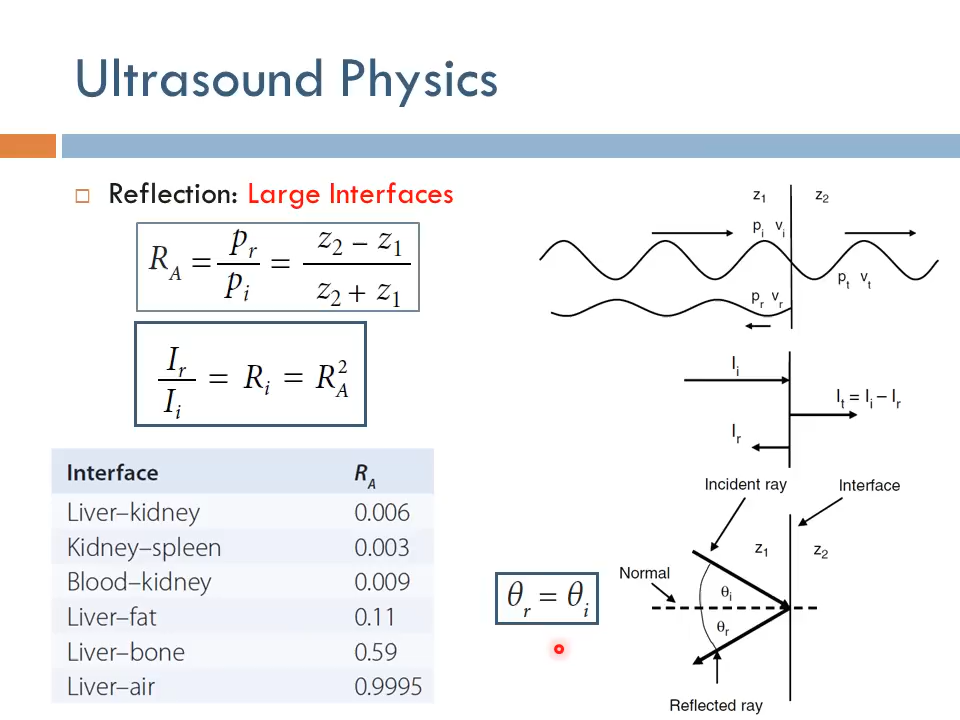 Ultrasound Physics
Reflection: Large Interfaces
R_A = p_r / p_i = (z_2 – z_1) / (z_2 + z_1)
I_r / I_i = R_i = R_A^2
Interface R_A
Liver–kidney 0.006
Kidney–spleen 0.003
Blood–kidney 0.009
Liver–fat 0.11
Liver–bone 0.59
Liver–air 0.9995
θ_r = θ_i
z_1 z_2
p_i v_i
p_t v_t
p_r v_r
I_i
I_t = I_i – I_r
I_r
Incident ray
Interface
z_1 z_2
Normal
θ_i
θ_r
Reflected ray